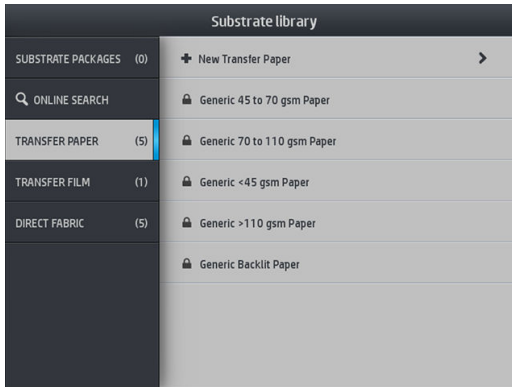 Substrate library
SUBSTRATE PACKAGES (0)
ONLINE SEARCH
TRANSFER PAPER (5)
TRANSFER FILM (1)
DIRECT FABRIC (5)
New Transfer Paper
Generic 45 to 70 gsm Paper
Generic 70 to 110 gsm Paper
Generic <45 gsm Paper
Generic >110 gsm Paper
Generic Backlit Paper